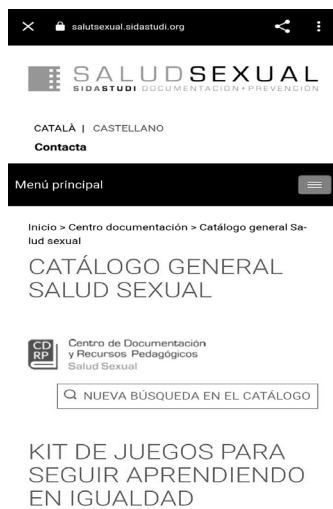 salutsexual.sidastudi.org
SALUDSEXUAL
SIDASTUDI DOCUMENTACIÓN+PREVENCIÓN
CATALÀ | CASTELLANO
Contacta
Menú principal
Inicio > Centro documentación > Catálogo general Sa-
lud sexual
CATÁLOGO GENERAL
SALUD SEXUAL
CD
RP
Centro de Documentación
y Recursos Pedagógicos
Salud Sexual
NUEVA BÚSQUEDA EN EL CATÁLOGO
KIT DE JUEGOS PARA
SEGUIR APRENDIENDO
EN IGUALDAD